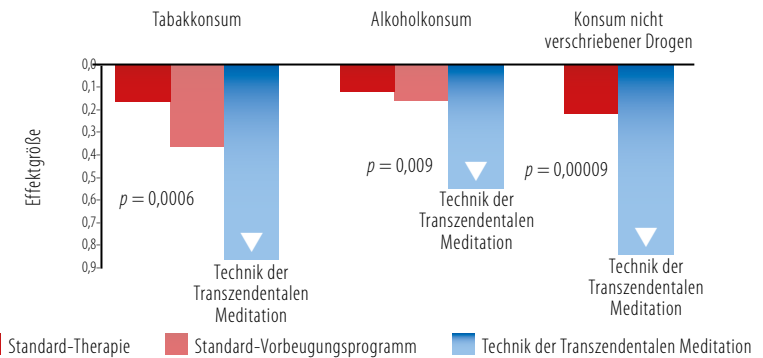 Tabakkonsum
Alkoholkonsum
Konsum nicht
verschriebener Drogen
Effektgröße
0,0
0,1
0,2
0,3
0,4
0,5
0,6
0,7
0,8
0,9
p = 0,0006
p = 0,009
p = 0,00009
Technik der
Transzendentalen
Meditation
Technik der
Transzendentalen
Meditation
Technik der
Transzendentalen
Meditation
Standard-Therapie
Standard-Vorbeugungsprogramm
Technik der Transzendentalen Meditation